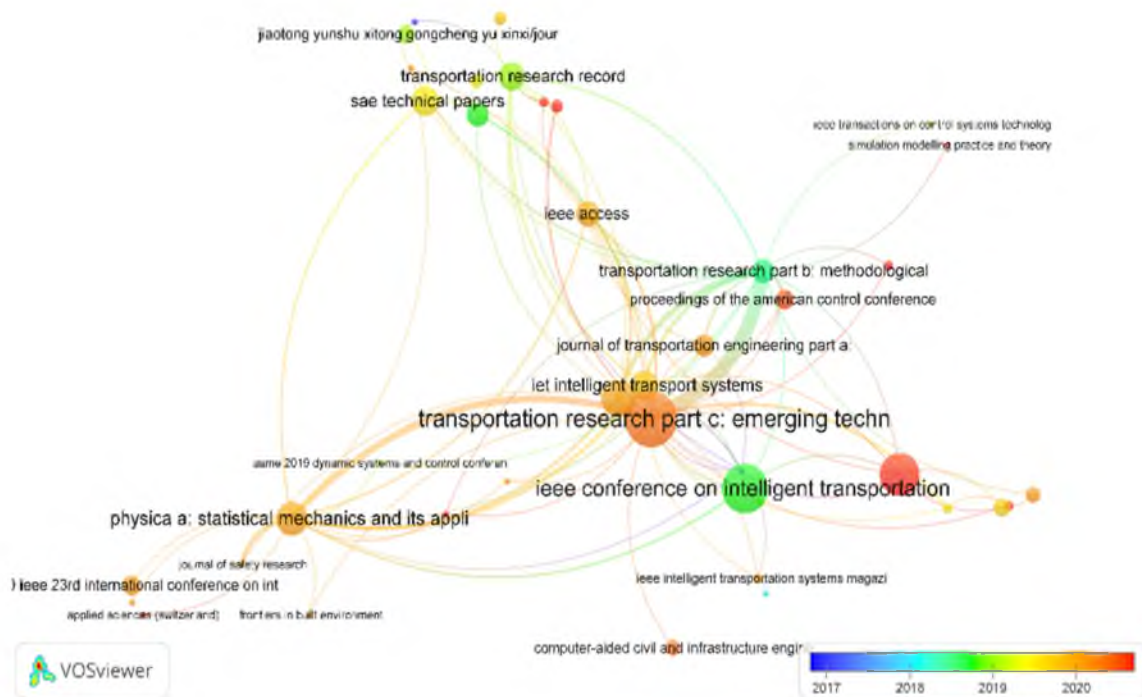 jiaotong yunshu xitong gongcheng yu xinxi/jour
transportation research record
sae technical papers
ieee transactions on control systems technolog
simulation modelling practice and theory
ieee access
transportation research part b: methodological
proceedings of the american control conference
journal of transportation engineering part a:
iet intelligent transport systems
transportation research part c: emerging techn
asme 2019 dynamic systems and control conferen
ieee conference on intelligent transportation
physica a: statistical mechanics and its appli
journal of safety research
) ieee 23rd international conference on int
ieee intelligent transportation systems magazi
applied sciences (switzerland)
frontiers in built environment
computer-aided civil and infrastructure engin
VOSviewer
2017 2018 2019 2020